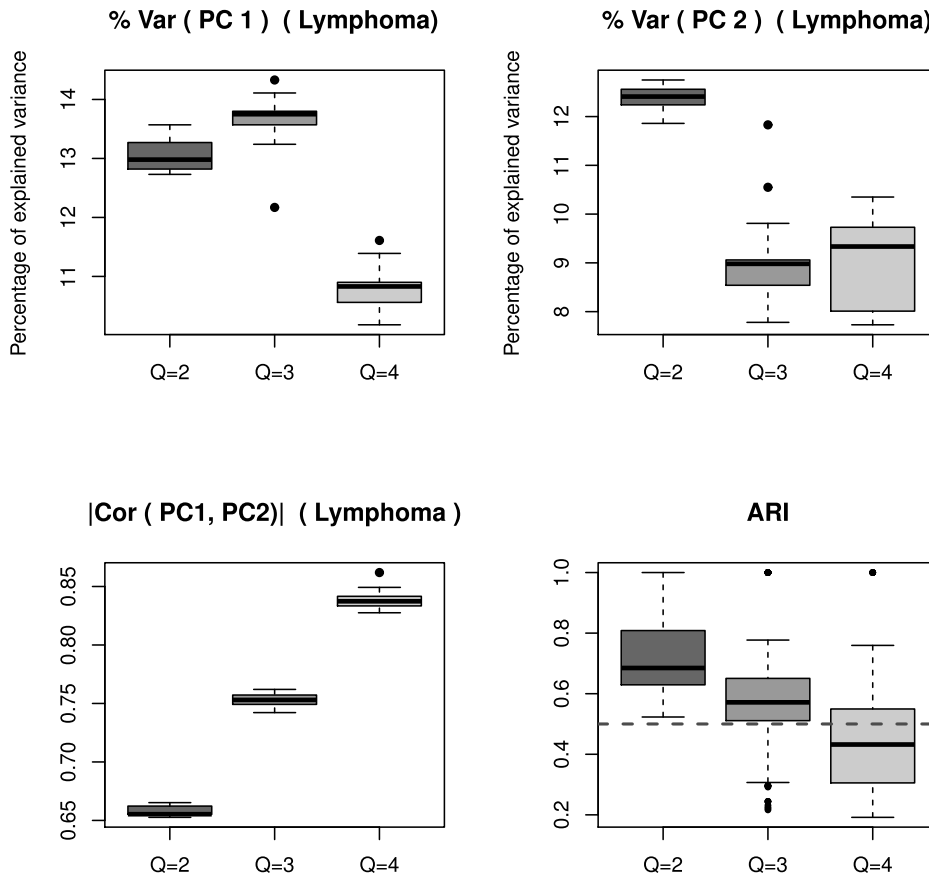 % Var ( PC 1 ) ( Lymphoma)
Percentage of explained variance
14
13
12
11
Q=2
Q=3
Q=4
% Var ( PC 2 ) ( Lymphoma)
Percentage of explained variance
12
11
10
9
8
Q=2
Q=3
Q=4
|Cor ( PC1, PC2)| ( Lymphoma )
0.85
0.80
0.75
0.70
0.65
Q=2
Q=3
Q=4
ARI
1.0
0.8
0.6
0.4
0.2
Q=2
Q=3
Q=4